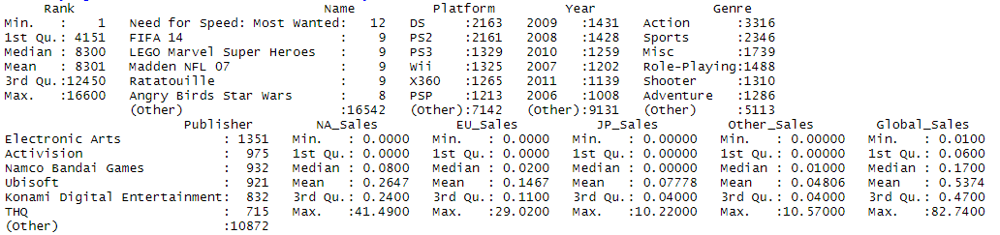 Rank Name Platform Year Genre
Min. : 1 Need for Speed: Most Wanted: 12 DS :2163 2009 :1431 Action :3316
1st Qu.: 4151 FIFA 14 : 9 PS2 :2161 2008 :1428 Sports :2346
Median : 8300 LEGO Marvel Super Heroes : 9 PS3 :1329 2010 :1259 Misc :1739
Mean : 8301 Madden NFL 07 : 9 Wii :1325 2007 :1202 Role-Playing:1488
3rd Qu.:12450 Ratatouille : 9 X360 :1265 2011 :1139 Shooter :1310
Max. :16600 Angry Birds Star Wars : 8 PSP :1213 2006 :1008 Adventure :1286
(Other) :16542 (Other):7142 (Other):9131 (Other) :5113
Publisher NA_Sales EU_Sales JP_Sales Other_Sales Global_Sales
Electronic Arts : 1351 Min. : 0.0000 Min. : 0.0000 Min. : 0.00000 Min. : 0.00000 Min. : 0.0100
Activision : 975 1st Qu.: 0.0000 1st Qu.: 0.0000 1st Qu.: 0.00000 1st Qu.: 0.00000 1st Qu.: 0.0600
Namco Bandai Games : 932 Median : 0.0800 Median : 0.0200 Median : 0.00000 Median : 0.01000 Median : 0.1700
Ubisoft : 921 Mean : 0.2647 Mean : 0.1467 Mean : 0.07778 Mean : 0.04806 Mean : 0.5374
Konami Digital Entertainment: 832 3rd Qu.: 0.2400 3rd Qu.: 0.1100 3rd Qu.: 0.04000 3rd Qu.: 0.04000 3rd Qu.: 0.4700
THQ : 715 Max. :41.4900 Max. :29.0200 Max. :10.22000 Max. :10.57000 Max. :82.7400
(Other) :10872